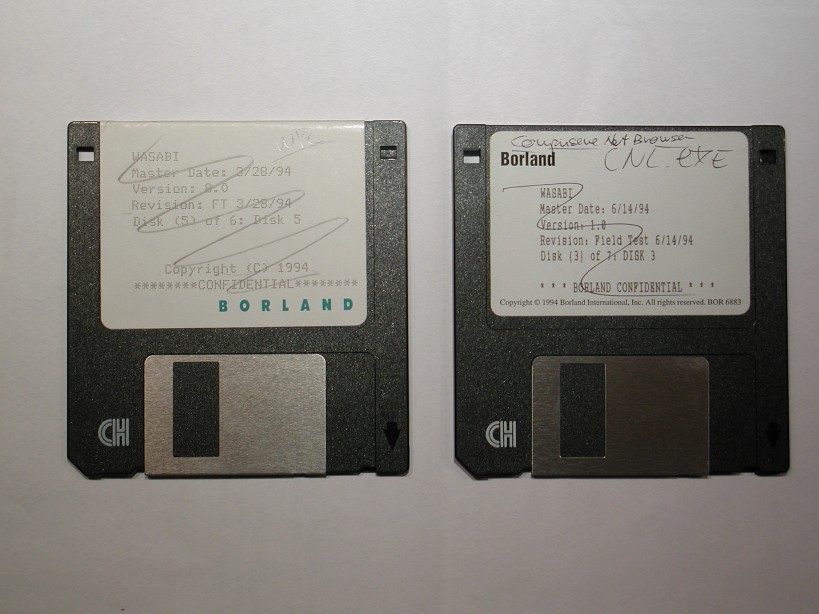 WASABI
Master Date: 3/28/94
Version: 0.0
Revision: FT 3/28/94
Disk (5) of 6: Disk 5
Copyright (C) 1994
********CONFIDENTIAL********
BORLAND
CH
Compuserve Net Browser
Borland
CNL.EXE
WASABI
Master Date: 6/14/94
Version: 1.0
Revision: Field Test 6/14/94
Disk (3) of 7: DISK 3
* * * BORLAND CONFIDENTIAL * * *
Copyright © 1994 Borland International, Inc. All rights reserved. BOR 6883
CH